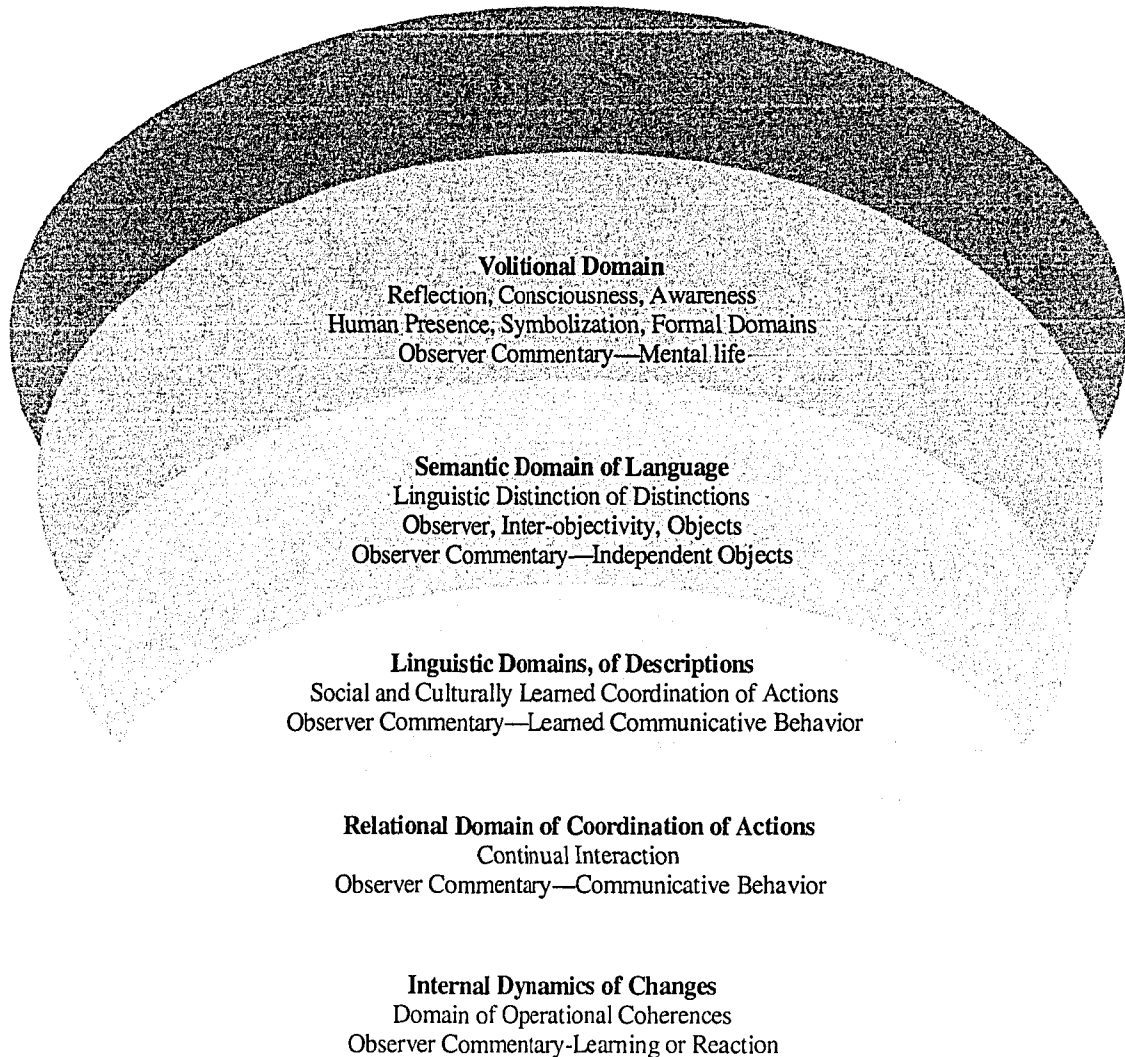 Volitional Domain
Reflection, Consciousness, Awareness
Human Presence, Symbolization, Formal Domains
Observer Commentary—Mental life
Semantic Domain of Language
Linguistic Distinction of Distinctions
Observer, Inter-objectivity, Objects
Observer Commentary—Independent Objects
Linguistic Domains, of Descriptions
Social and Culturally Learned Coordination of Actions
Observer Commentary—Learned Communicative Behavior
Relational Domain of Coordination of Actions
Continual Interaction
Observer Commentary—Communicative Behavior
Internal Dynamics of Changes
Domain of Operational Coherences
Observer Commentary-Learning or Reaction